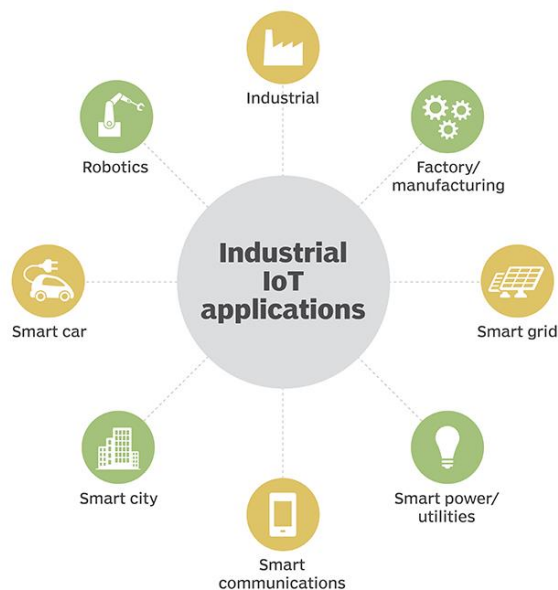 Industrial
Robotics
Factory/
manufacturing
Industrial
IoT
applications
Smart car
Smart grid
Smart city
Smart power/
utilities
Smart
communications